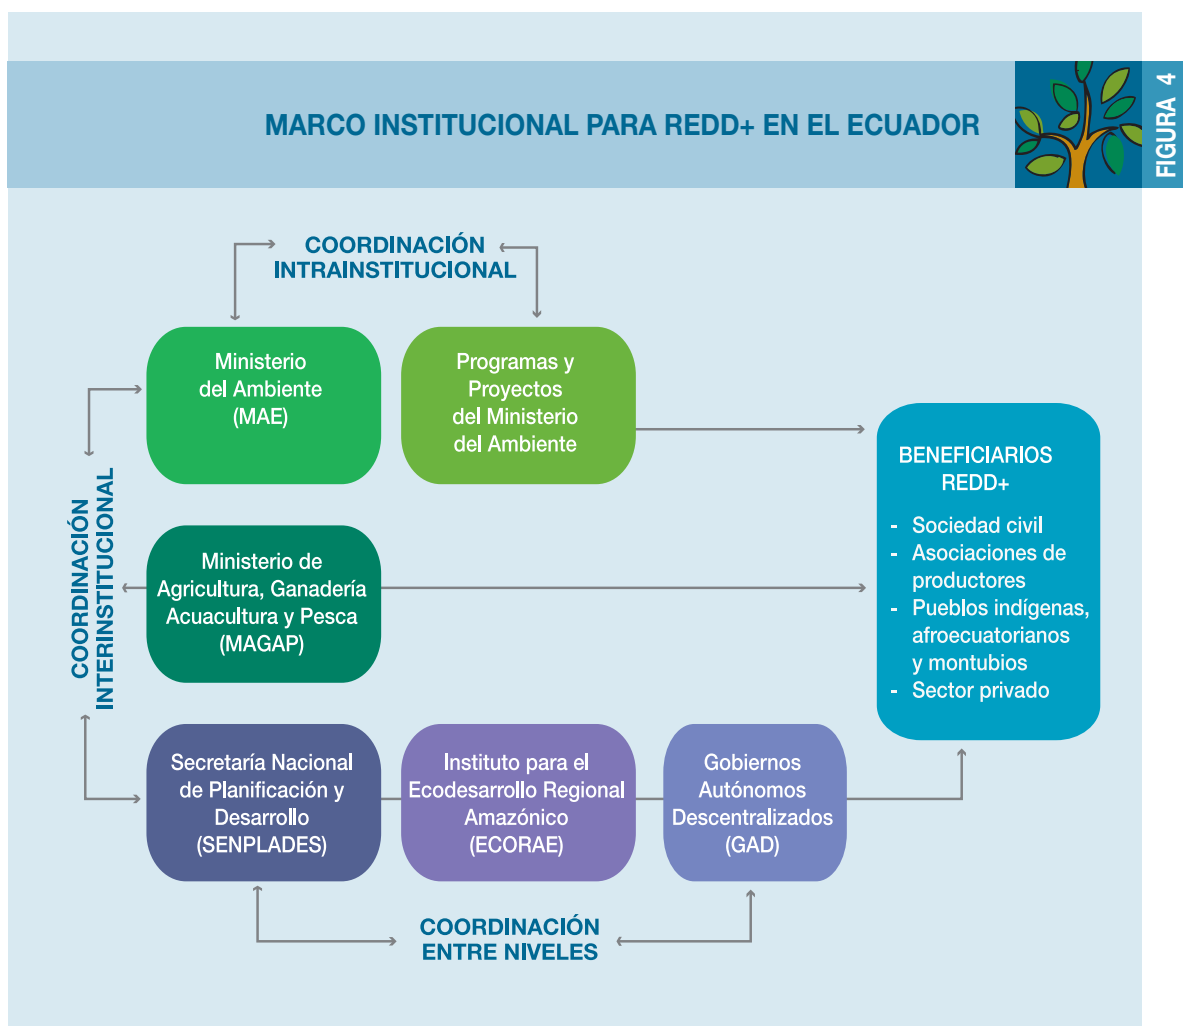 MARCO INSTITUCIONAL PARA REDD+ EN EL ECUADOR
FIGURA 4
COORDINACIÓN
INTRAINSTITUCIONAL
Ministerio
del Ambiente
(MAE)
Programas y
Proyectos
del Ministerio
del Ambiente
BENEFICIARIOS
REDD+
- Sociedad civil
- Asociaciones de
productores
- Pueblos indígenas,
afroecuatorianos
y montubios
- Sector privado
COORDINACIÓN
INTERINSTITUCIONAL
Ministerio de
Agricultura, Ganadería
Acuacultura y Pesca
(MAGAP)
Secretaría Nacional
de Planificación y
Desarrollo
(SENPLADES)
Instituto para el
Ecodesarrollo Regional
Amazónico
(ECORAE)
Gobiernos
Autónomos
Descentralizados
(GAD)
COORDINACIÓN
ENTRE NIVELES